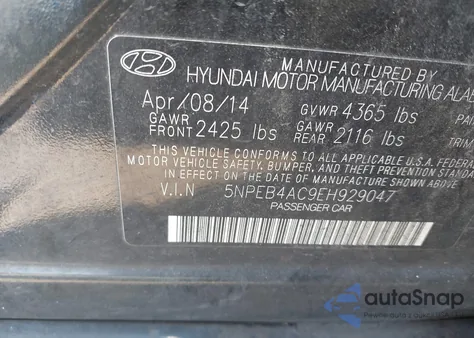 MANUFACTURED BY
HYUNDAI MOTOR MANUFACTURING ALA
Apr/08/14 GVWR 4365 lbs PAI
GAWR FRONT 2425 lbs GAWR REAR 2116 lbs
THIS VEHICLE CONFORMS TO ALL APPLICABLE U.S.A. FEDERA
MOTOR VEHICLE SAFETY, BUMPER, AND THEFT PREVENTION STANDA
IN EFFECT ON THE DATE OF MANUFACTURE SHOWN ABOVE.
V.I.N 5NPEB4AC9EH929047
PASSENGER CAR
autoSnap